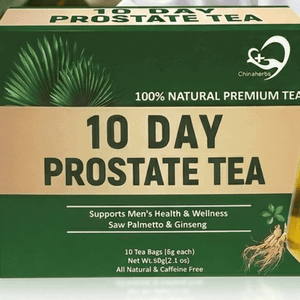 Chinaherbs
100% NATURAL PREMIUM TEA
10 DAY
PROSTATE TEA
Supports Men's Health & Wellness
Saw Palmetto & Ginseng
10 Tea Bags (6g each)
Net Wt.50g(2.1 os)
All Natural & Caffeine Free